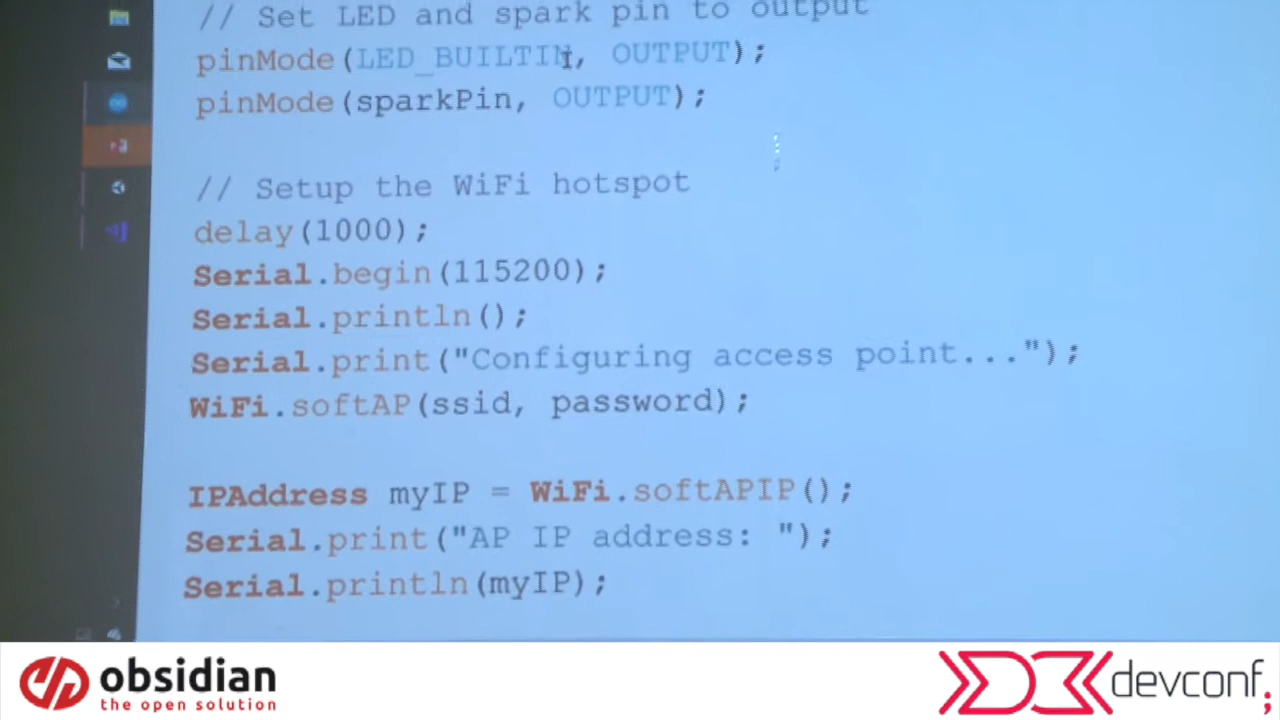 // Set LED and spark pin to output
pinMode(LED_BUILTIN, OUTPUT);
pinMode(sparkPin, OUTPUT);
// Setup the WiFi hotspot
delay(1000);
Serial.begin(115200);
Serial.println();
Serial.print("Configuring access point...");
WiFi.softAP(ssid, password);
IPAddress myIP = WiFi.softAPIP();
Serial.print("AP IP address: ");
Serial.println(myIP);
obsidian
the open solution
devconf;